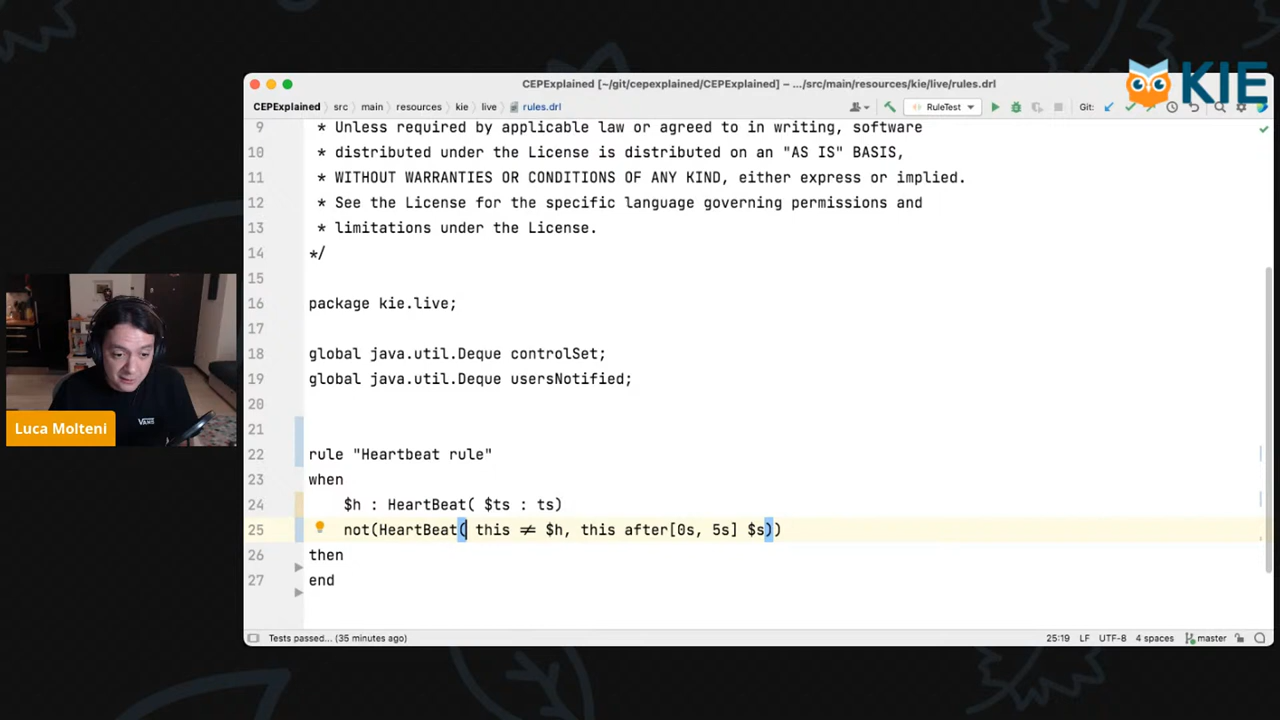 KIE
CEPExplained [~/git/cepexplained/CEPExplained] – .../src/main/resources/kie/live/rules.drl
CEPExplained src main resources kie live rules.drl RuleTest Git:
9 * Unless required by applicable law or agreed to in writing, software
10 * distributed under the License is distributed on an "AS IS" BASIS,
11 * WITHOUT WARRANTIES OR CONDITIONS OF ANY KIND, either express or implied.
12 * See the License for the specific language governing permissions and
13 * limitations under the License.
14 */
15
16 package kie.live;
17
18 global java.util.Deque controlSet;
19 global java.util.Deque usersNotified;
20
21
22 rule "Heartbeat rule"
23 when
24 $h : HeartBeat( $ts : ts)
25 not(HeartBeat( this ≠ $h, this after[0s, 5s] $s))
26 then
27 end
Tests passed... (35 minutes ago) 25:19 LF UTF-8 4 spaces master
Luca Molteni
VANS